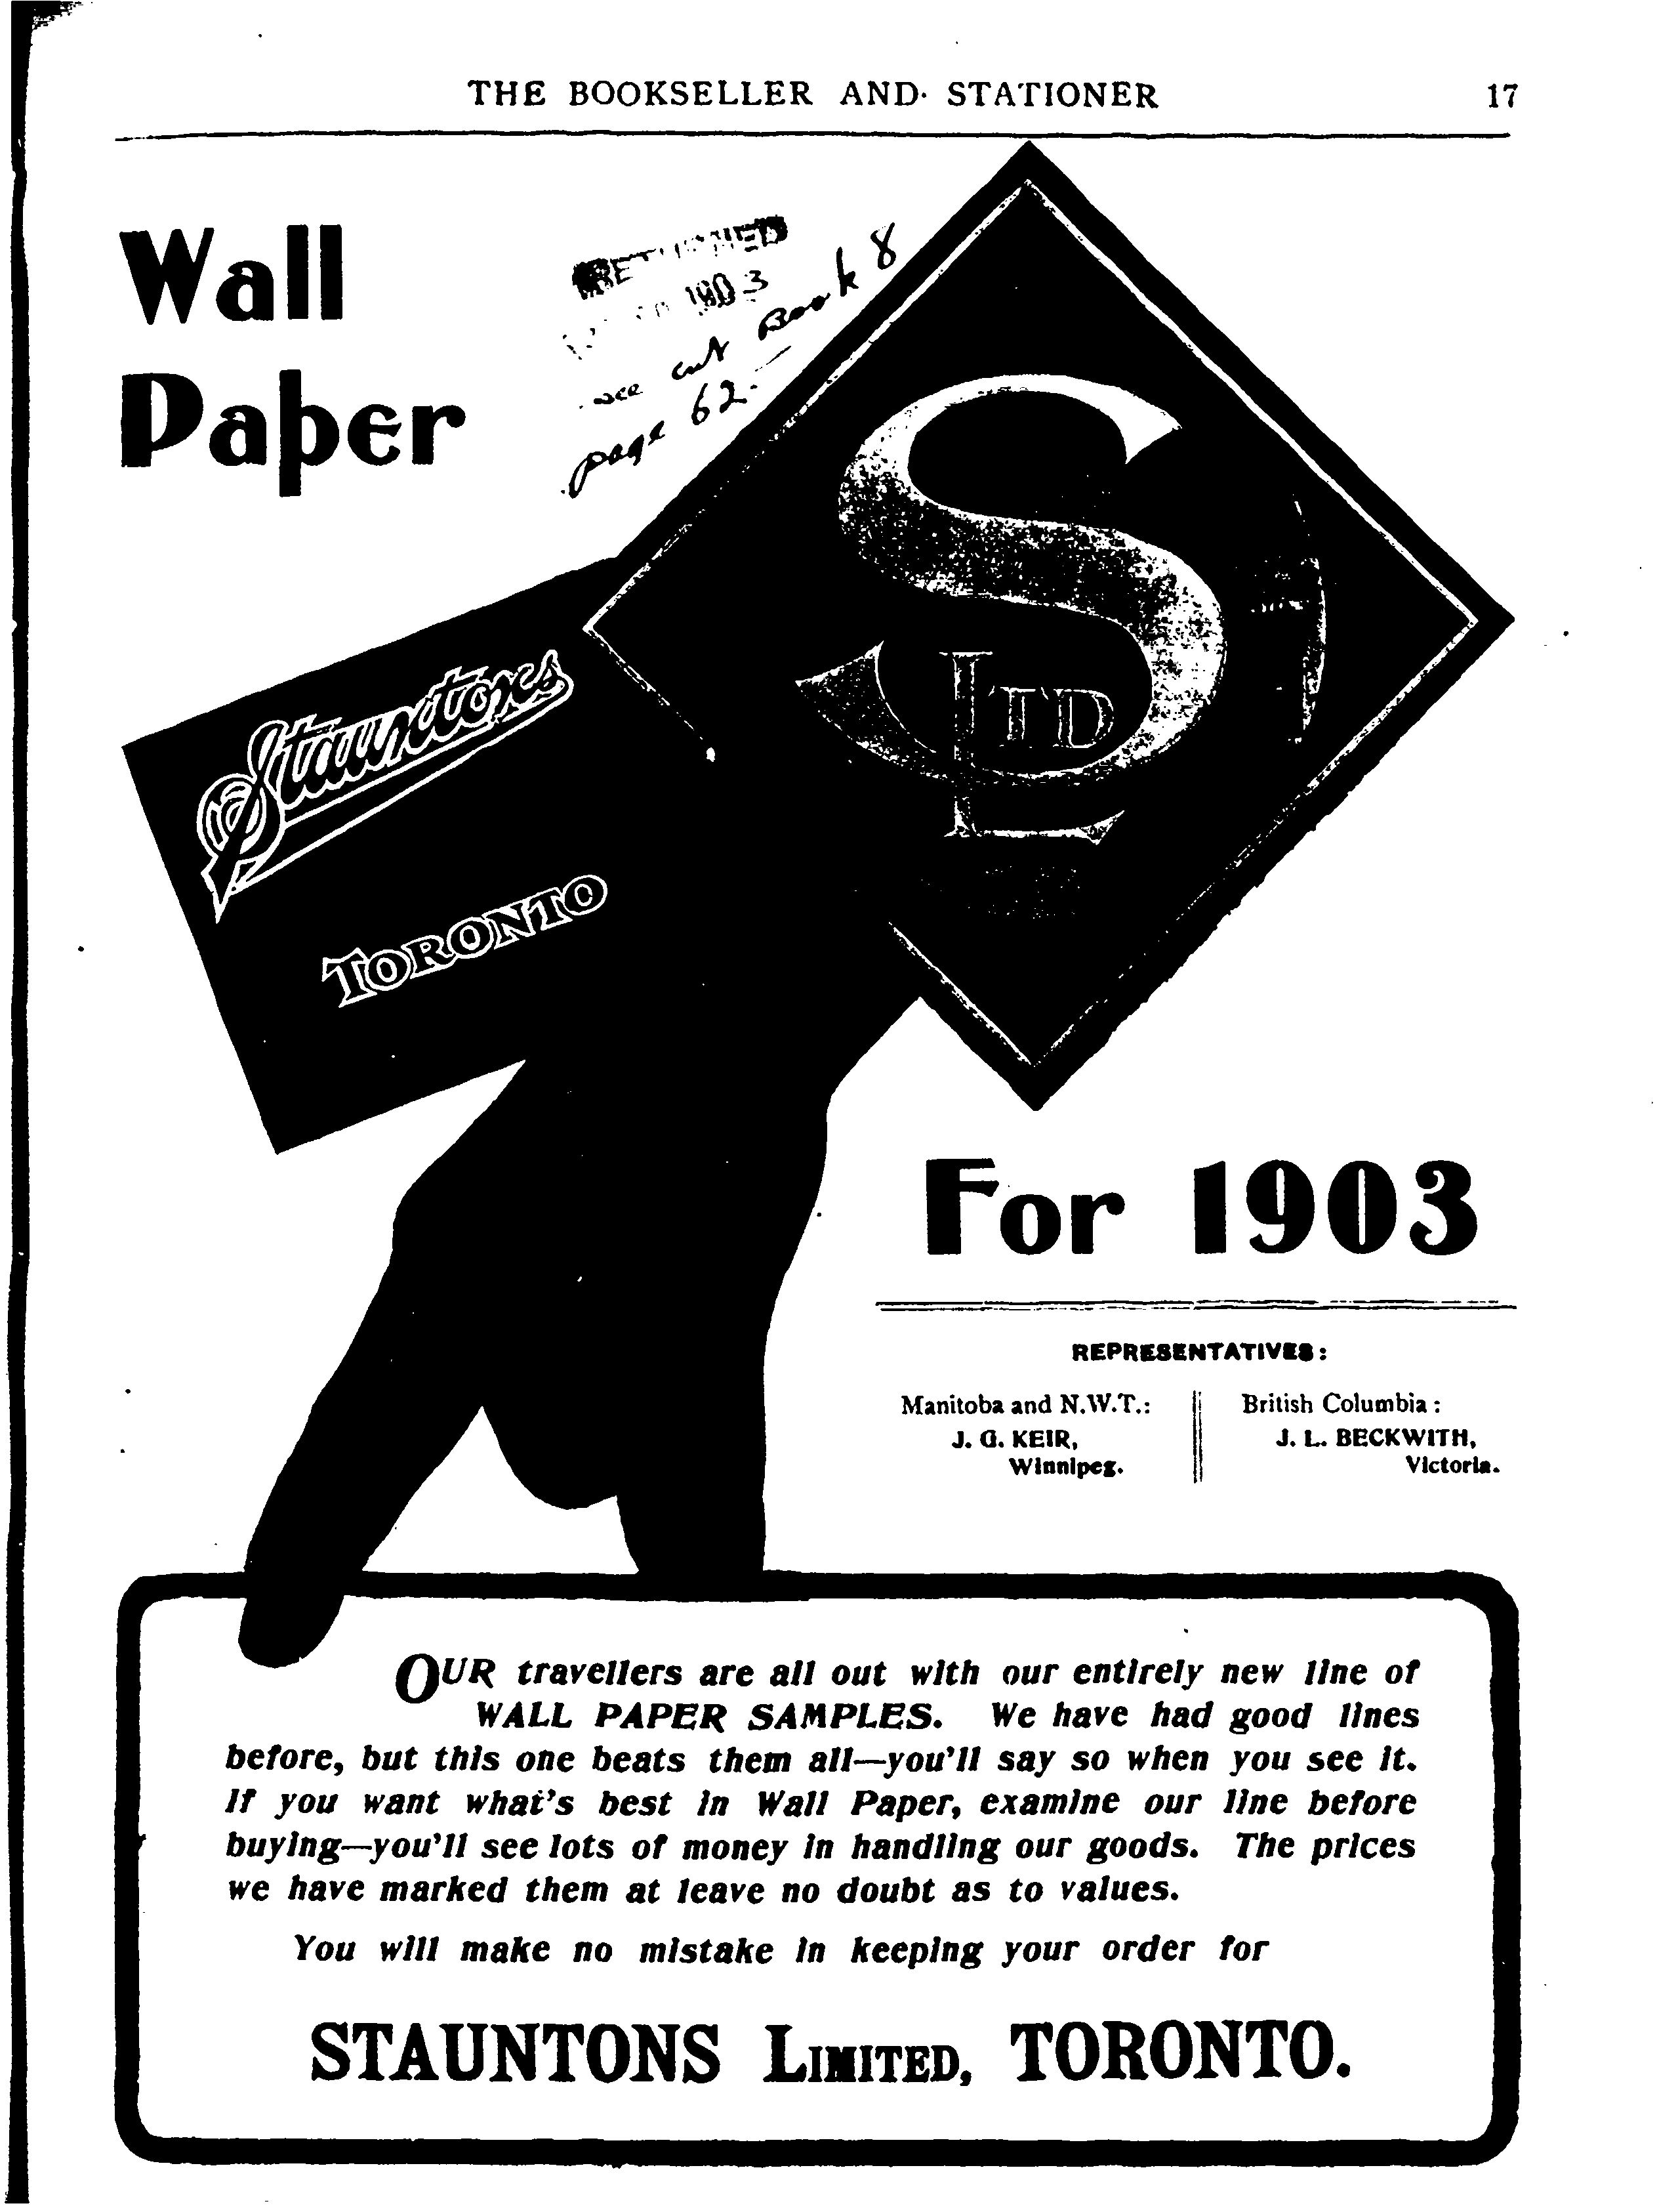 THE BOOKSELLER AND STATIONER 17
Wall
Paper
1903
see cut Book 8
page 62.
S
LTD
Stauntons
TORONTO
For 1903
REPRESENTATIVES:
Manitoba and N.W.T.:
J. G. KEIR,
Winnipeg.
British Columbia:
J. L. BECKWITH,
Victoria.
OUR travellers are all out with our entirely new line of
WALL PAPER SAMPLES. We have had good lines
before, but this one beats them all—you'll say so when you see it.
If you want what's best in Wall Paper, examine our line before
buying—you'll see lots of money in handling our goods. The prices
we have marked them at leave no doubt as to values.
You will make no mistake in keeping your order for
STAUNTONS LIMITED, TORONTO.